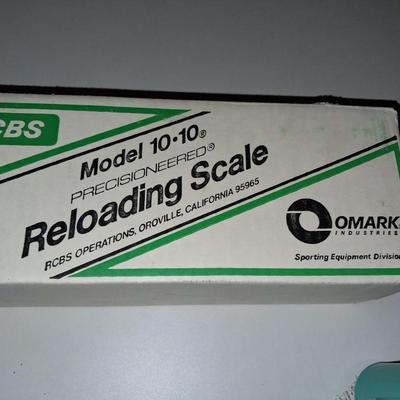 CBS
Model 10•10®
PRECISIONEERED®
Reloading Scale
RCBS OPERATIONS, OROVILLE, CALIFORNIA 95965
OMARK
INDUSTRIES
Sporting Equipment Division